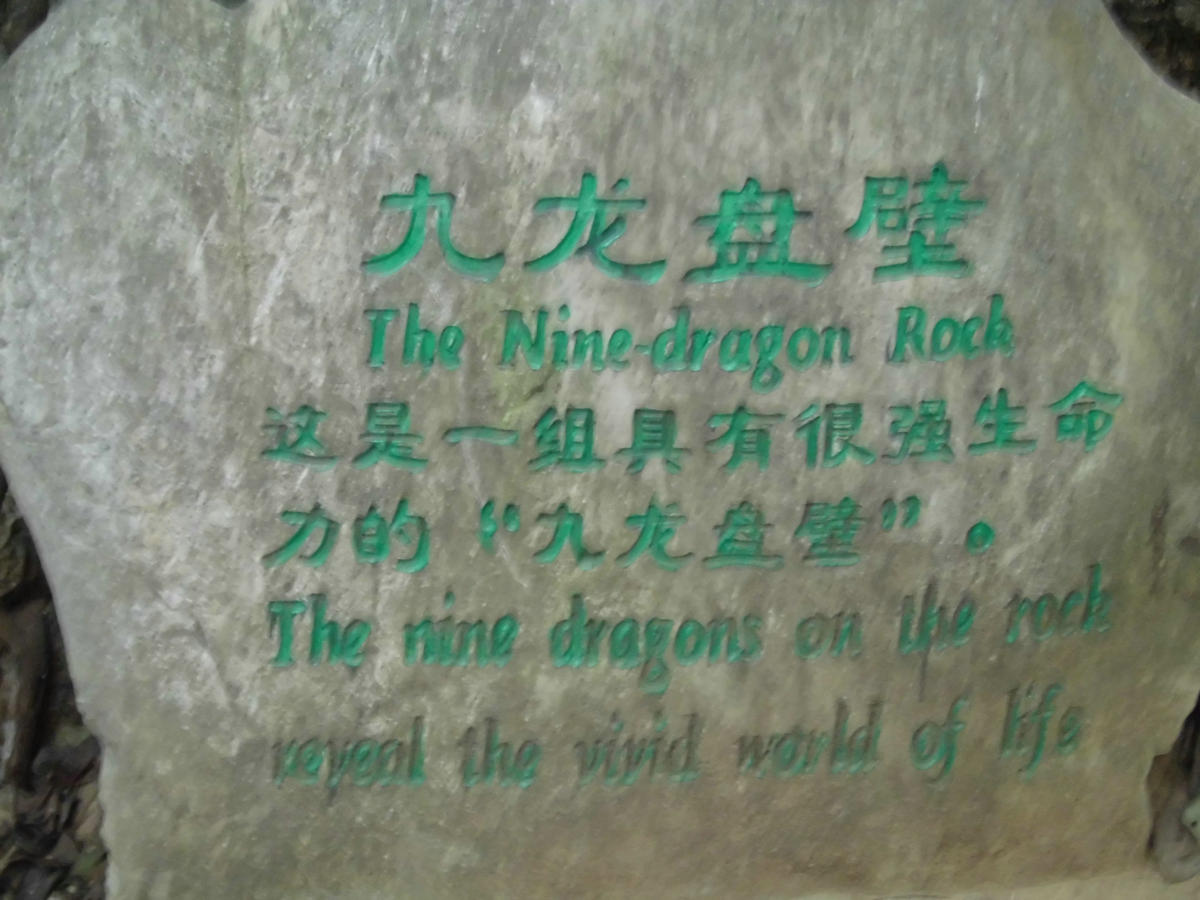 九龙盘壁
The Nine-dragon Rock
这是一组具有很强生命
力的“九龙盘壁”。
The nine dragons on the rock
reveal the vivid world of life